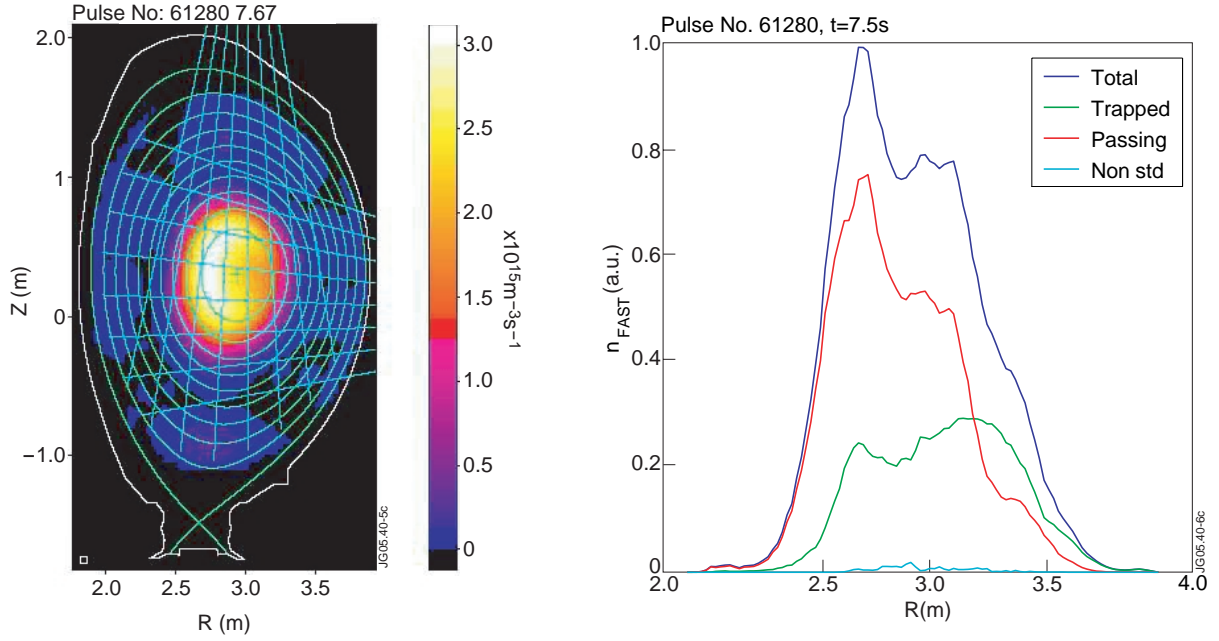 Pulse No: 61280 7.67
2.0
1
0
−1.0
Z (m)
2.0
2.5
3.0
3.5
R (m)
JG05.40-5c
3.0
2.5
2.0
1.5
1.0
0.5
0
x10¹⁵m⁻³s⁻¹
Pulse No. 61280, t=7.5s
1.0
0.8
0.6
0.4
0.2
0
n_FAST (a.u.)
2.0
2.5
3.0
3.5
4.0
R(m)
Total
Trapped
Passing
Non std
JG05.40-6c